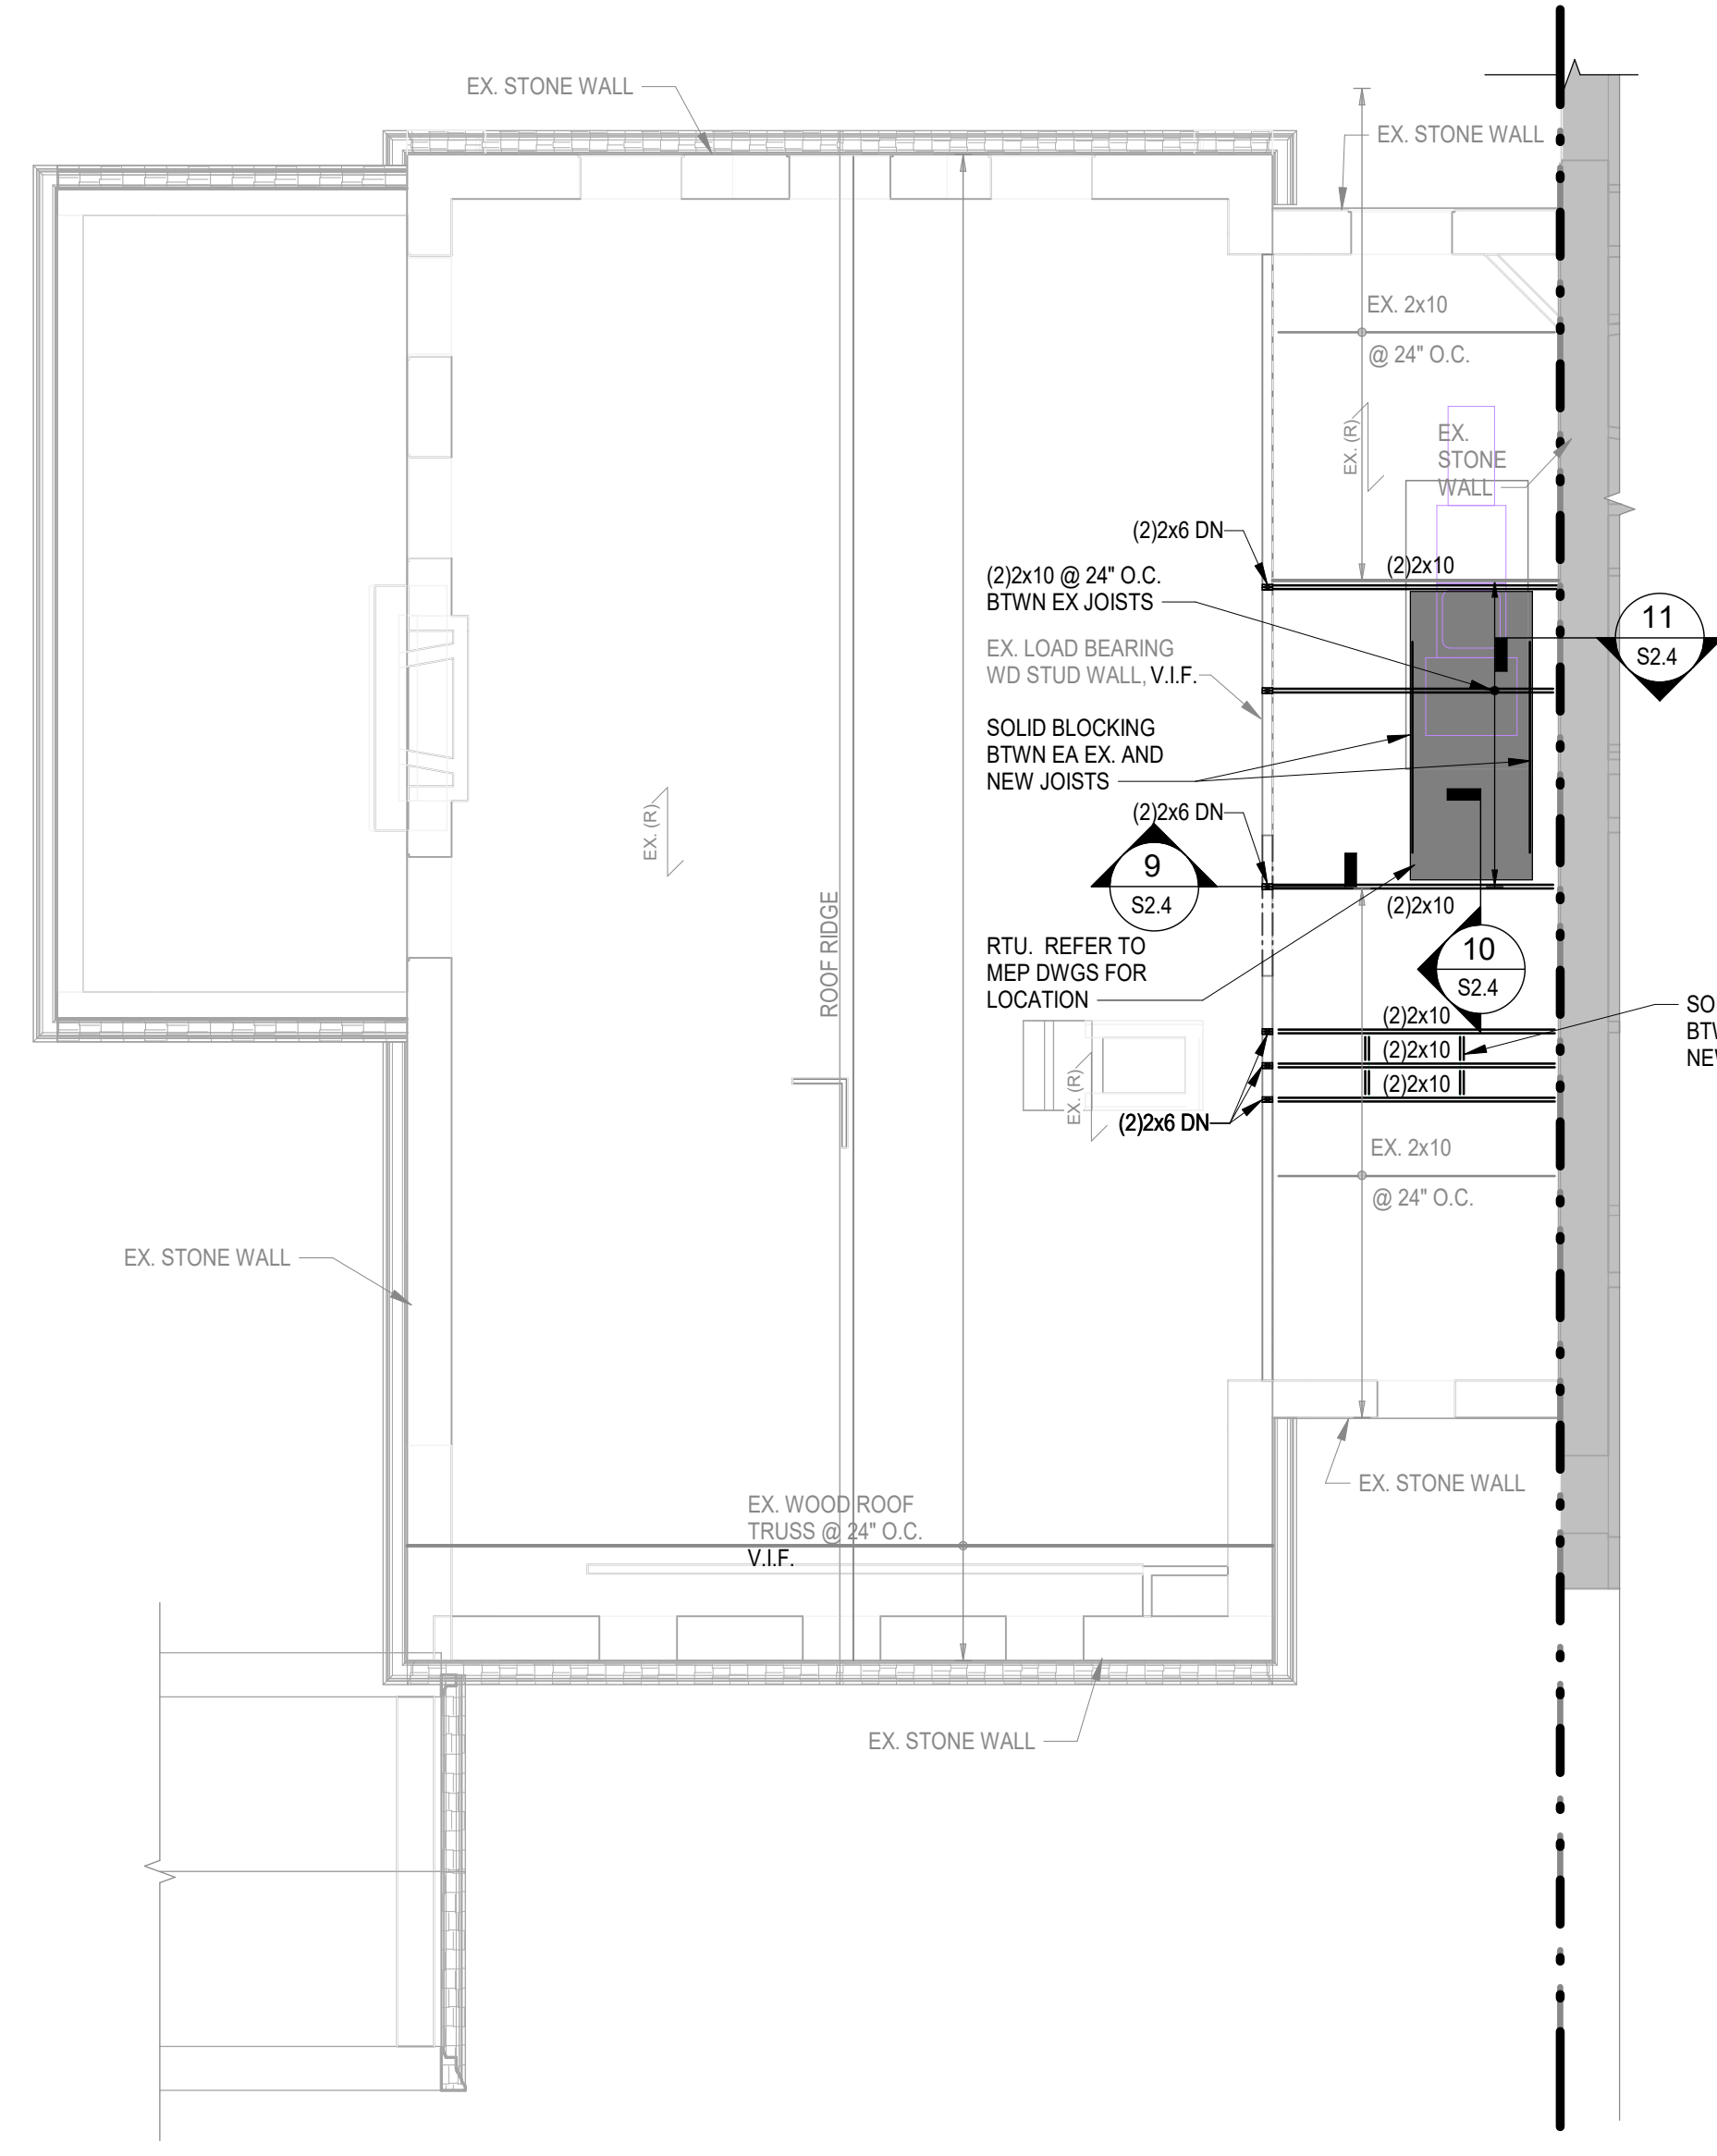 EX. STONE WALL
EX. STONE WALL
EX. 2x10
@ 24" O.C.
EX. (R)
EX.
STONE
WALL
(2)2x6 DN
(2)2x10
(2)2x10 @ 24" O.C.
BTWN EX JOISTS
11
S2.4
EX. LOAD BEARING
WD STUD WALL, V.I.F.
SOLID BLOCKING
BTWN EA EX. AND
NEW JOISTS
(2)2x6 DN
EX. (R)
9
S2.4
(2)2x10
ROOF RIDGE
RTU. REFER TO
MEP DWGS FOR
LOCATION
10
S2.4
(2)2x10
SO
BTW
NEW
(2)2x10
(2)2x10
EX. (R)
(2)2x6 DN
EX. 2x10
@ 24" O.C.
EX. STONE WALL
EX. STONE WALL
EX. WOOD ROOF
TRUSS @ 24" O.C.
V.I.F.
EX. STONE WALL